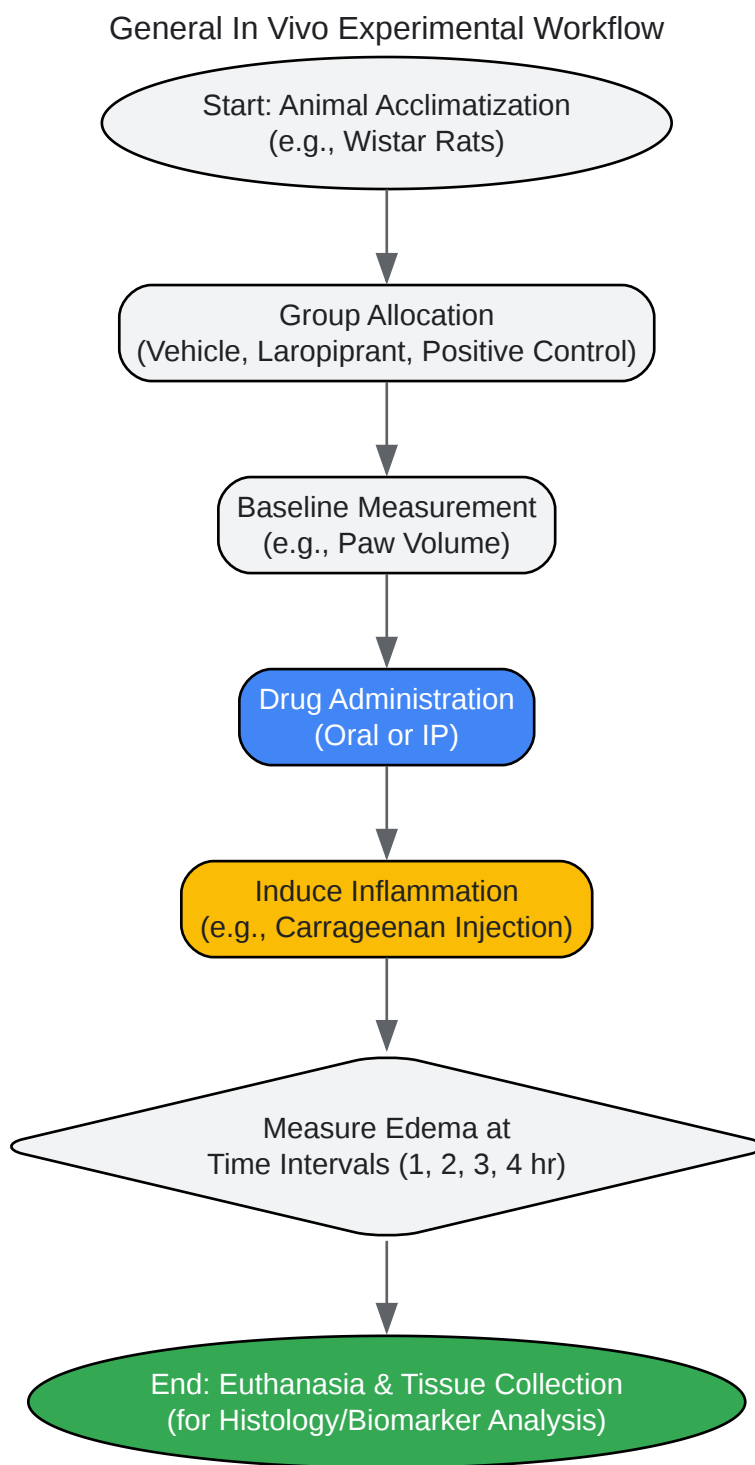 General In Vivo Experimental Workflow
Start: Animal Acclimatization
(e.g., Wistar Rats)
Group Allocation
(Vehicle, Laropiprant, Positive Control)
Baseline Measurement
(e.g., Paw Volume)
Drug Administration
(Oral or IP)
Induce Inflammation
(e.g., Carrageenan Injection)
Measure Edema at
Time Intervals (1, 2, 3, 4 hr)
End: Euthanasia & Tissue Collection
(for Histology/Biomarker Analysis)